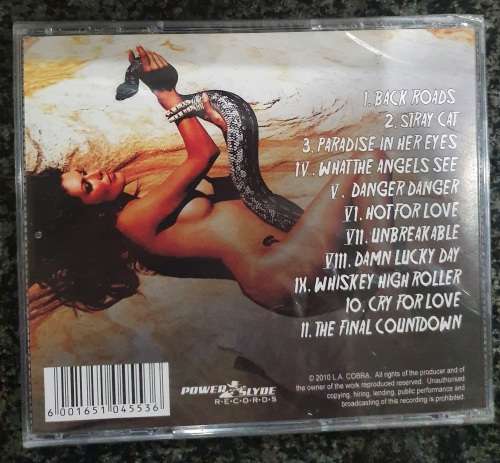 I. BACK ROADS
2. STRAY CAT
3. PARADISE IN HER EYES
IV. WHAT THE ANGELS SEE
V. DANGER DANGER
VI. HOT FOR LOVE
VII. UNBREAKABLE
VIII. DAMN LUCKY DAY
IX. WHISKEY HIGH ROLLER
10. CRY FOR LOVE
11. THE FINAL COUNTDOWN
© 2010 L.A. COBRA. All rights of the producer and of
the owner of the work reproduced reserved. Unauthorised
copying, hiring, lending, public performance and
broadcasting of this recording is prohibited.
POWER SLYDE
RECORDS
6 001651 045536